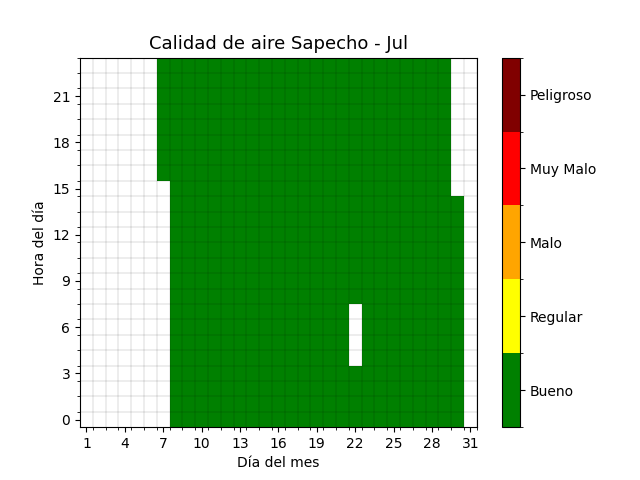 Calidad de aire Sapecho - Jul
21
18
15
12
9
6
3
0
Hora del día
1 4 7 10 13 16 19 22 25 28 31
Día del mes
Peligroso
Muy Malo
Malo
Regular
Bueno